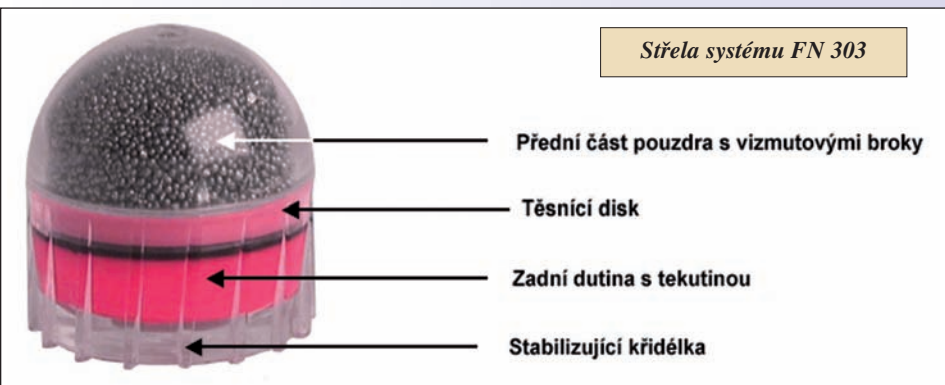 Střela systému FN 303
Přední část pouzdra s vizmutovými broky
Těsnící disk
Zadní dutina s tekutinou
Stabilizující křidélka